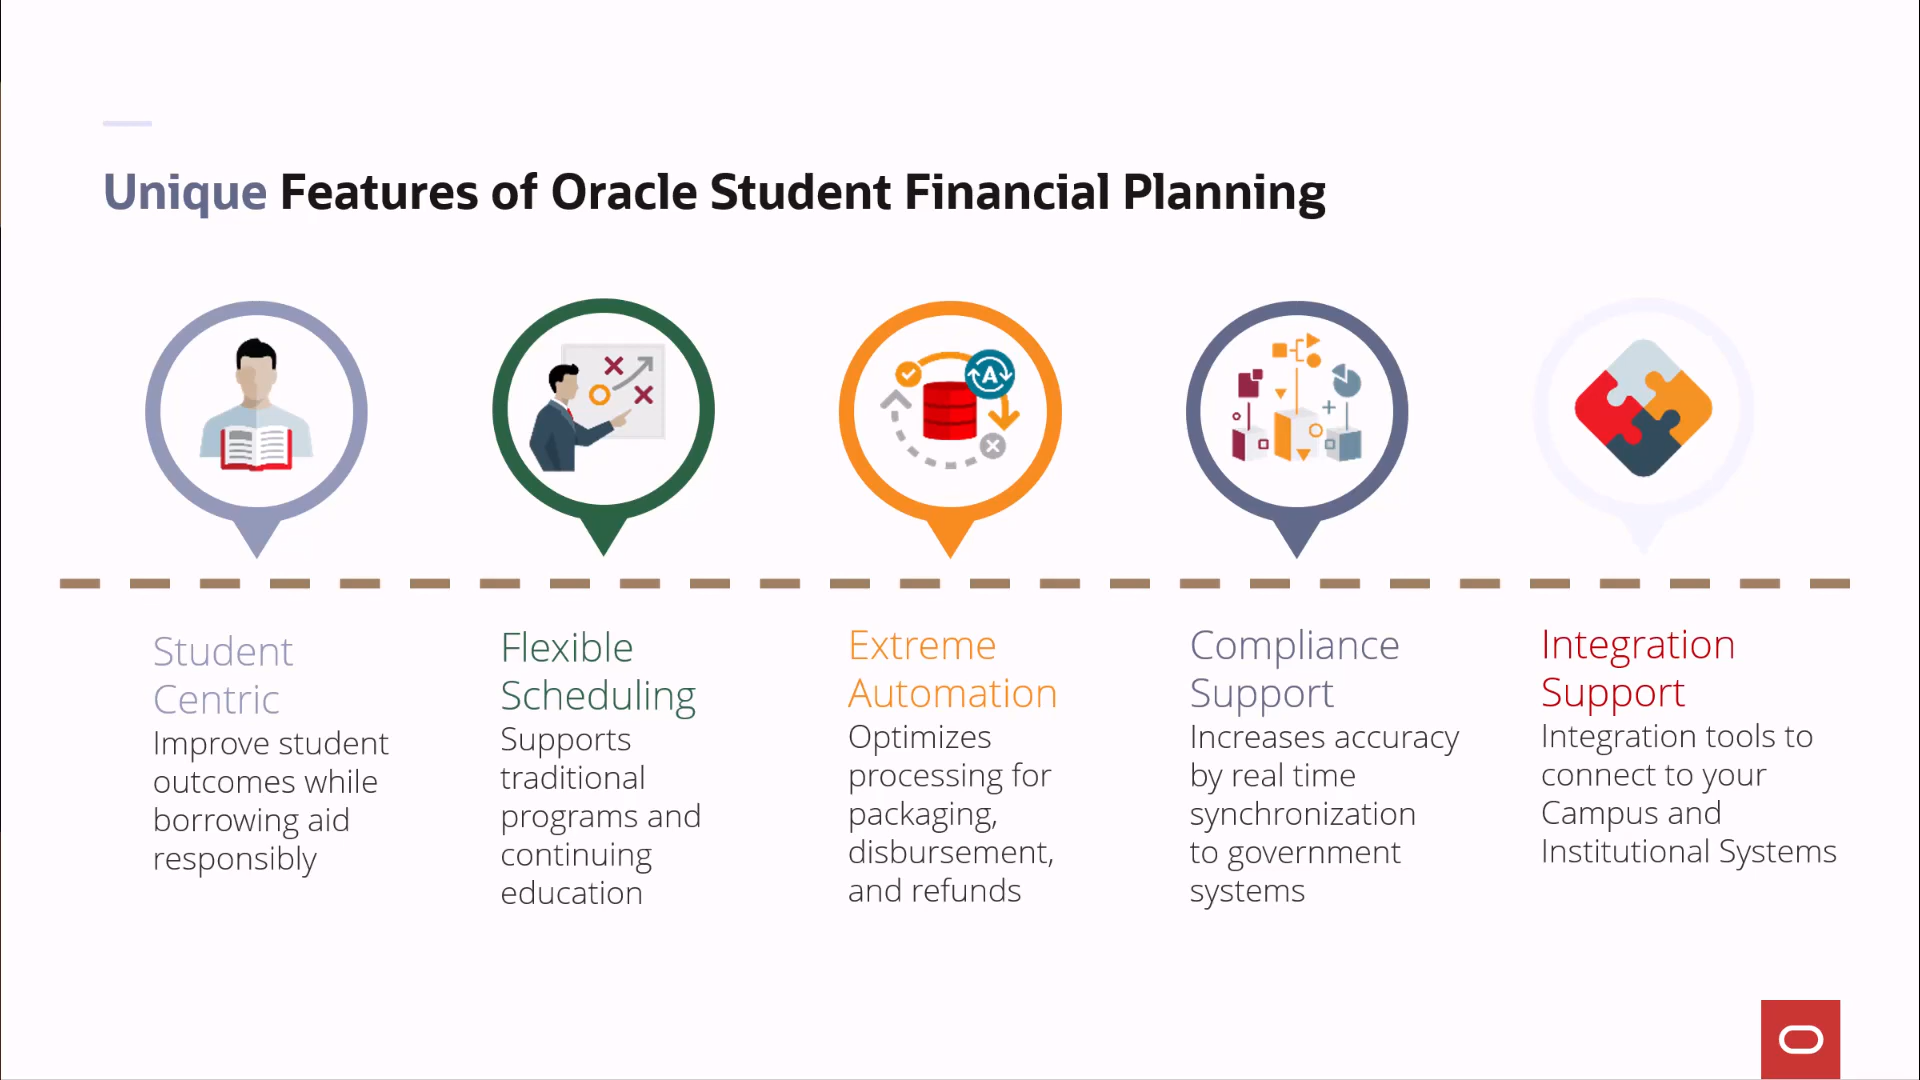 Unique Features of Oracle Student Financial Planning
A
Student
Centric
Improve student
outcomes while
borrowing aid
responsibly
Flexible
Scheduling
Supports
traditional
programs and
continuing
education
Extreme
Automation
Optimizes
processing for
packaging,
disbursement,
and refunds
Compliance
Support
Increases accuracy
by real time
synchronization
to government
systems
Integration
Support
Integration tools to
connect to your
Campus and
Institutional Systems